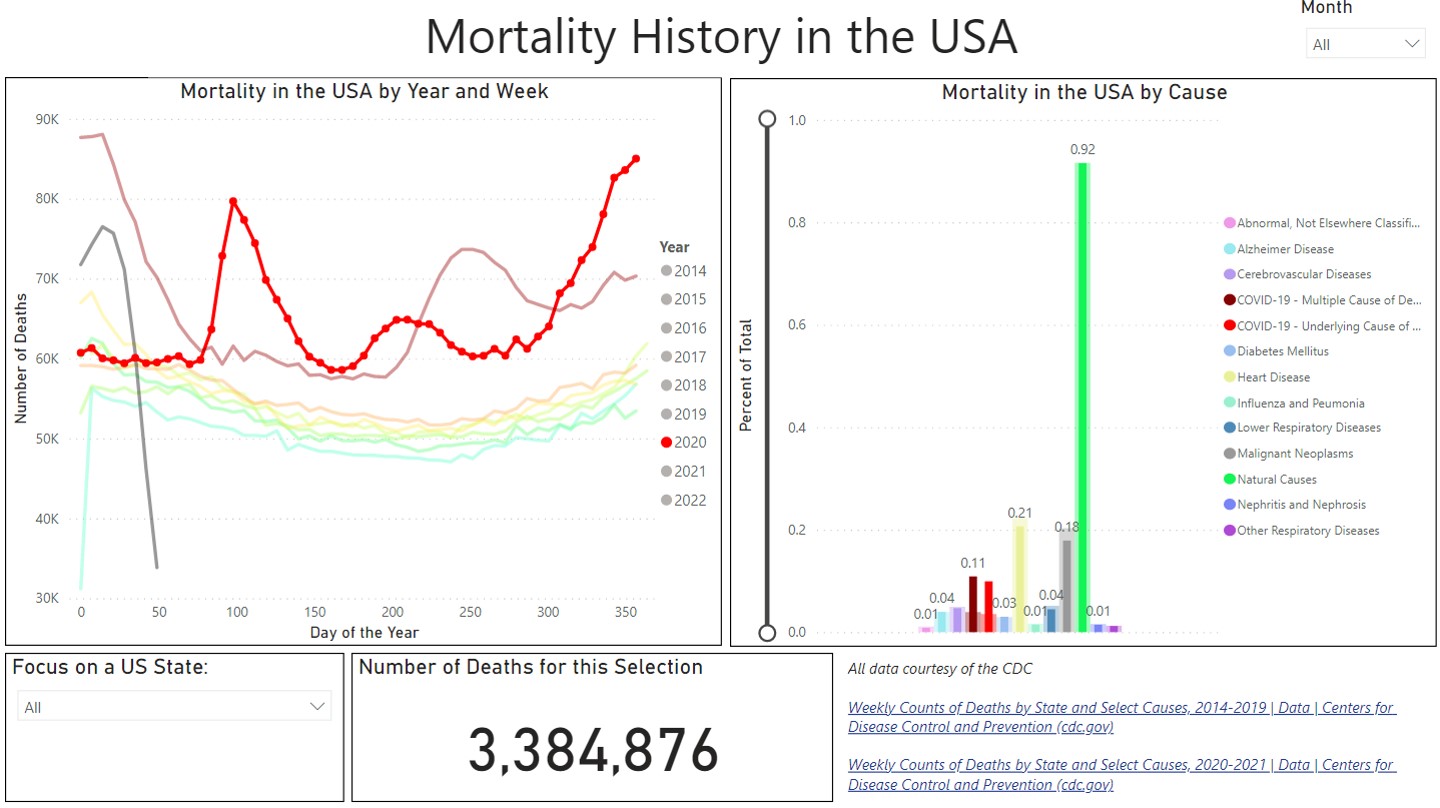 Mortality History in the USA
Month
All
Mortality in the USA by Year and Week
90K
80K
70K
60K
50K
40K
30K
Number of Deaths
0 50 100 150 200 250 300 350
Day of the Year
Year
2014
2015
2016
2017
2018
2019
2020
2021
2022
Mortality in the USA by Cause
1.0
0.8
0.6
0.4
0.2
0.0
Percent of Total
0.01
0.04
0.11
0.03
0.21
0.01
0.04
0.18
0.92
0.01
Abnormal, Not Elsewhere Classifi...
Alzheimer Disease
Cerebrovascular Diseases
COVID-19 - Multiple Cause of De...
COVID-19 - Underlying Cause of ...
Diabetes Mellitus
Heart Disease
Influenza and Peumonia
Lower Respiratory Diseases
Malignant Neoplasms
Natural Causes
Nephritis and Nephrosis
Other Respiratory Diseases
Focus on a US State:
All
Number of Deaths for this Selection
3,384,876
All data courtesy of the CDC
Weekly Counts of Deaths by State and Select Causes, 2014-2019 | Data | Centers for
Disease Control and Prevention (cdc.gov)
Weekly Counts of Deaths by State and Select Causes, 2020-2021 | Data | Centers for
Disease Control and Prevention (cdc.gov)